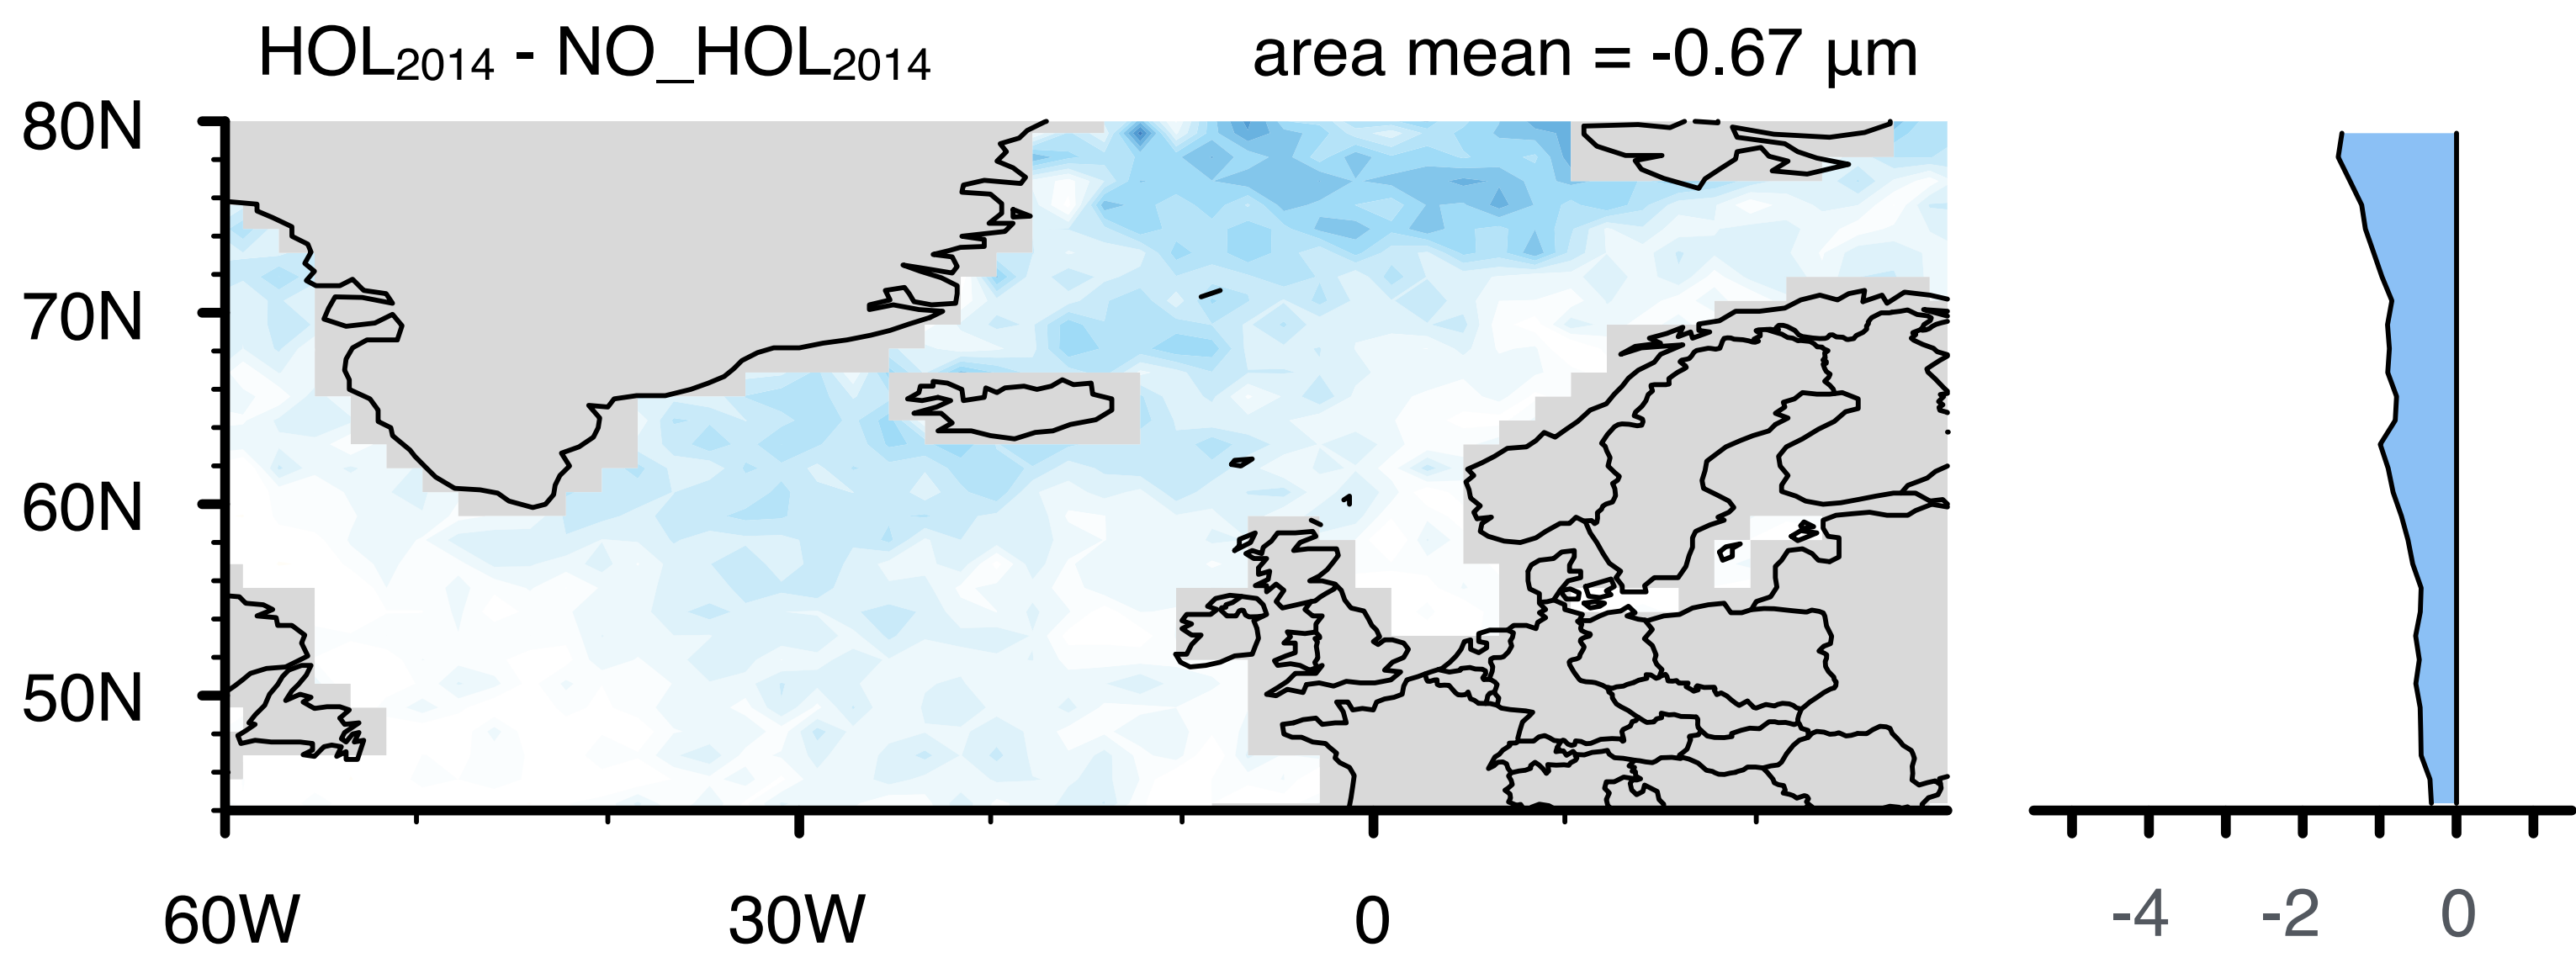 HOL₂₀₁₄ - NO_HOL₂₀₁₄ area mean = -0.67 µm
80N
70N
60N
50N
60W 30W 0 -4 -2 0